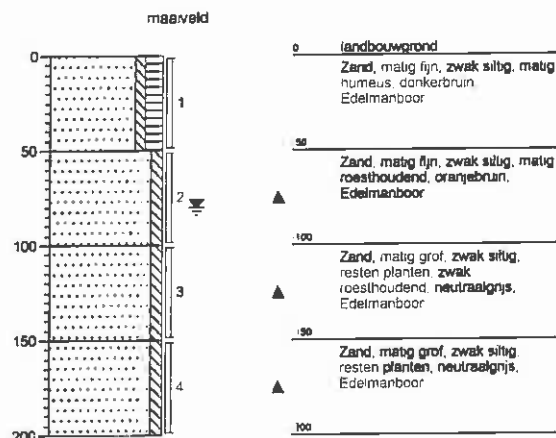 maaiveld
0
50
100
150
200
1
2
3
4
0 landbouwgrond
Zand, matig fijn, zwak siltig, matig
humeus, donkerbruin,
Edelmanboor
50
Zand, matig fijn, zwak siltig, matig
roesthoudend, oranjebruin,
Edelmanboor
100
Zand, matig grof, zwak siltig,
resten planten, zwak
roesthoudend, neutraalgrijs,
Edelmanboor
150
Zand, matig grof, zwak siltig,
resten planten, neutraalgrijs,
Edelmanboor